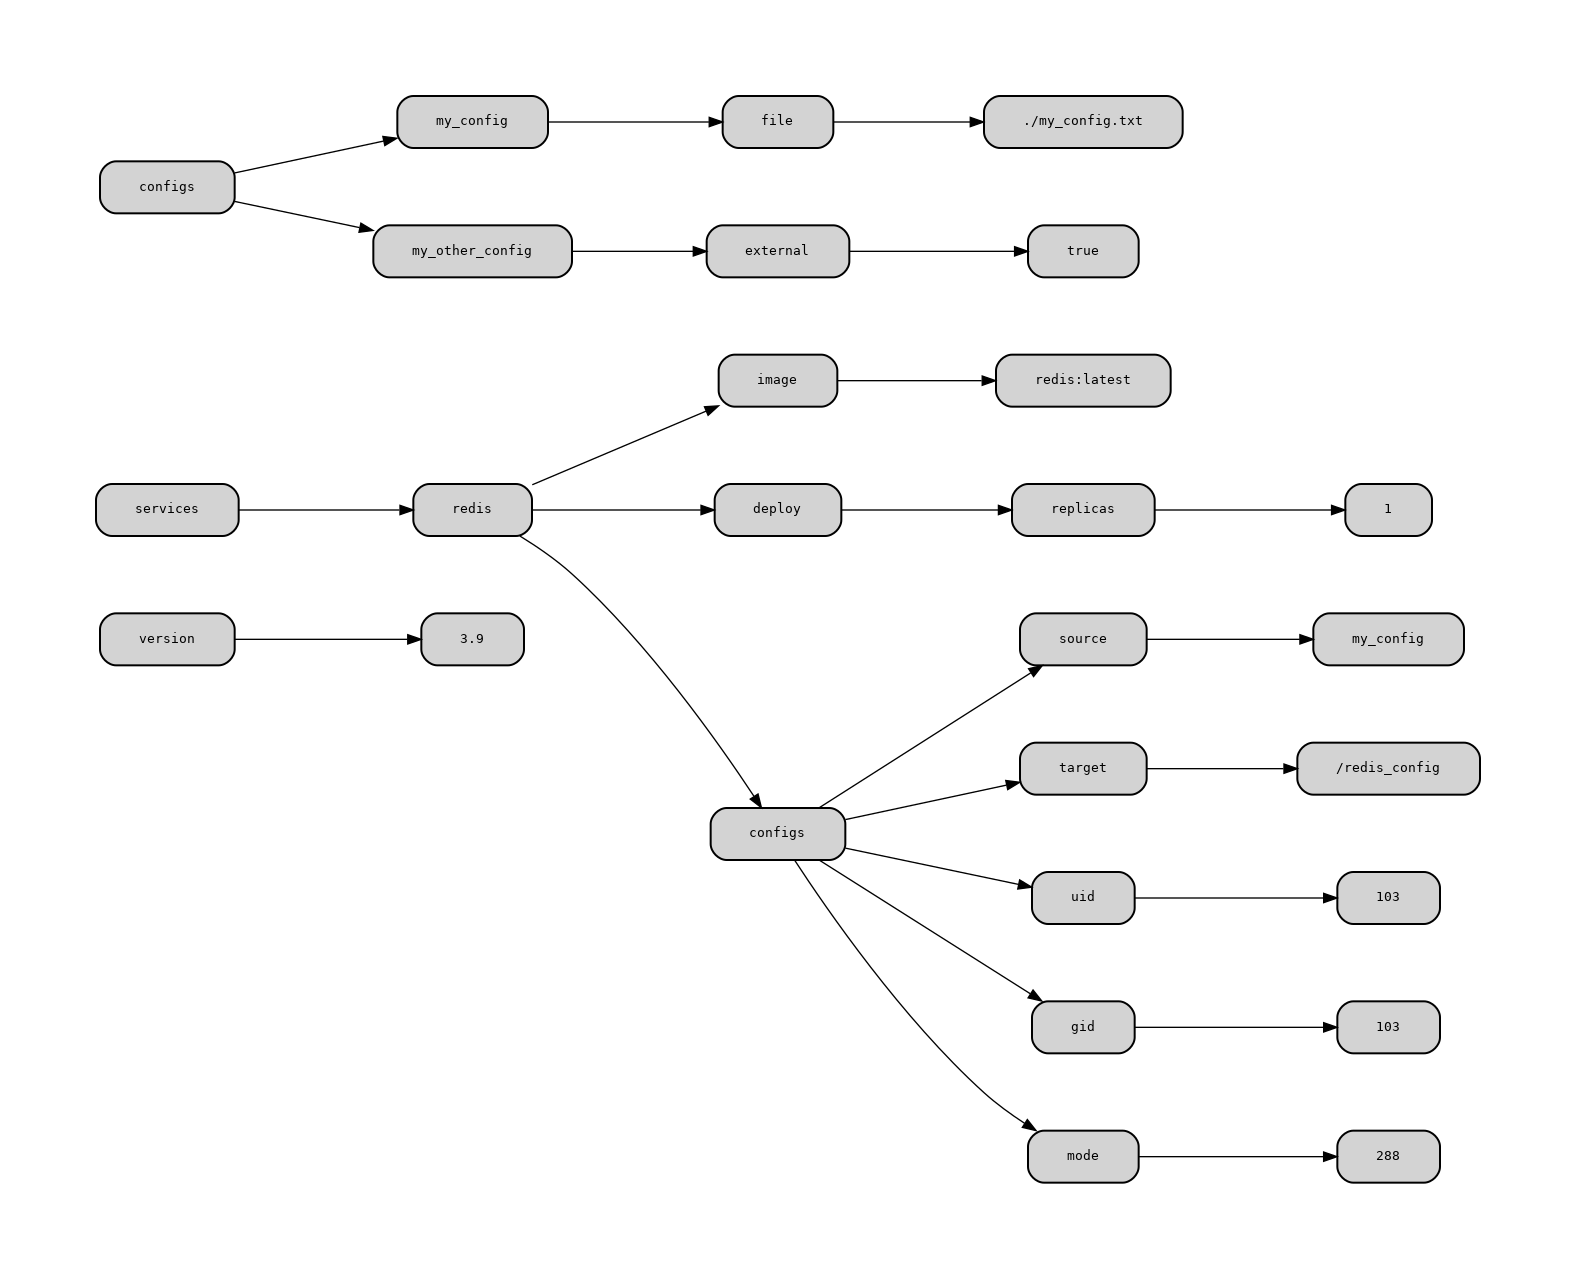 my_config
file
./my_config.txt
configs
my_other_config
external
true
image
redis:latest
services
redis
deploy
replicas
1
version
3.9
source
my_config
target
/redis_config
configs
uid
103
gid
103
mode
288